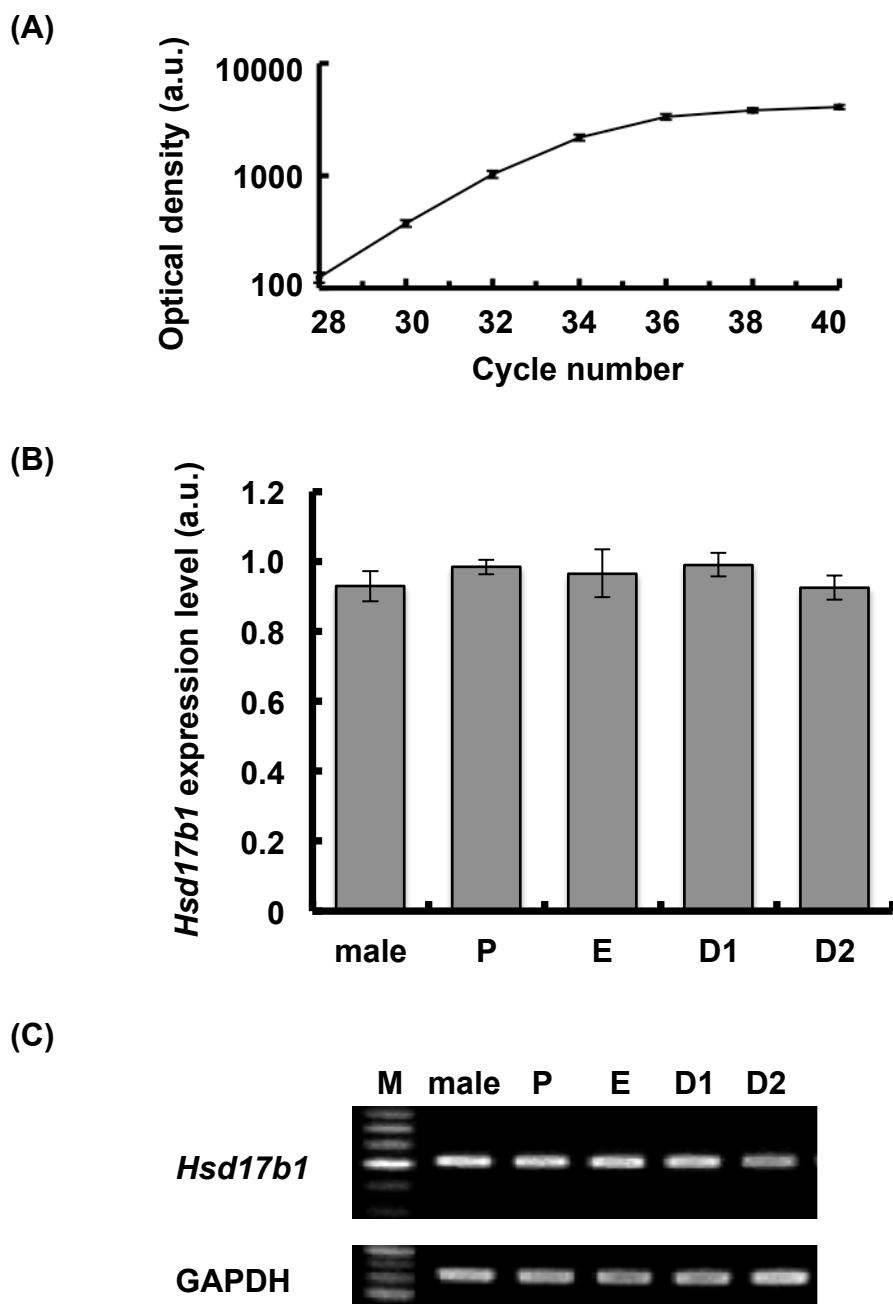 (A)
Optical density (a.u.)
10000
1000
100
28 30 32 34 36 38 40
Cycle number
(B)
Hsd17b1 expression level (a.u.)
1.2
1.0
0.8
0.6
0.4
0.2
0
male P E D1 D2
(C)
M male P E D1 D2
Hsd17b1
GAPDH